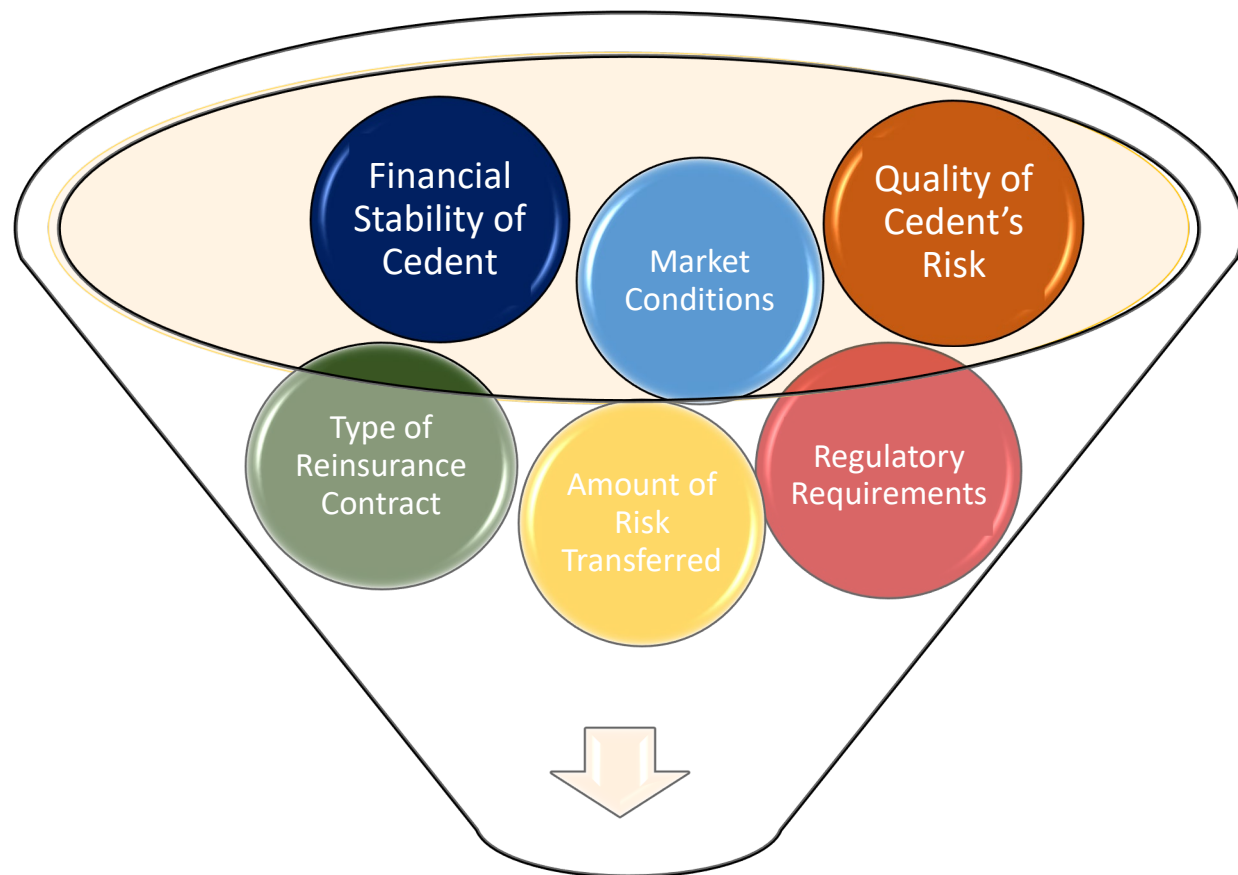 Financial
Stability of
Cedent
Market
Conditions
Quality of
Cedent’s
Risk
Type of
Reinsurance
Contract
Amount of
Risk
Transferred
Regulatory
Requirements